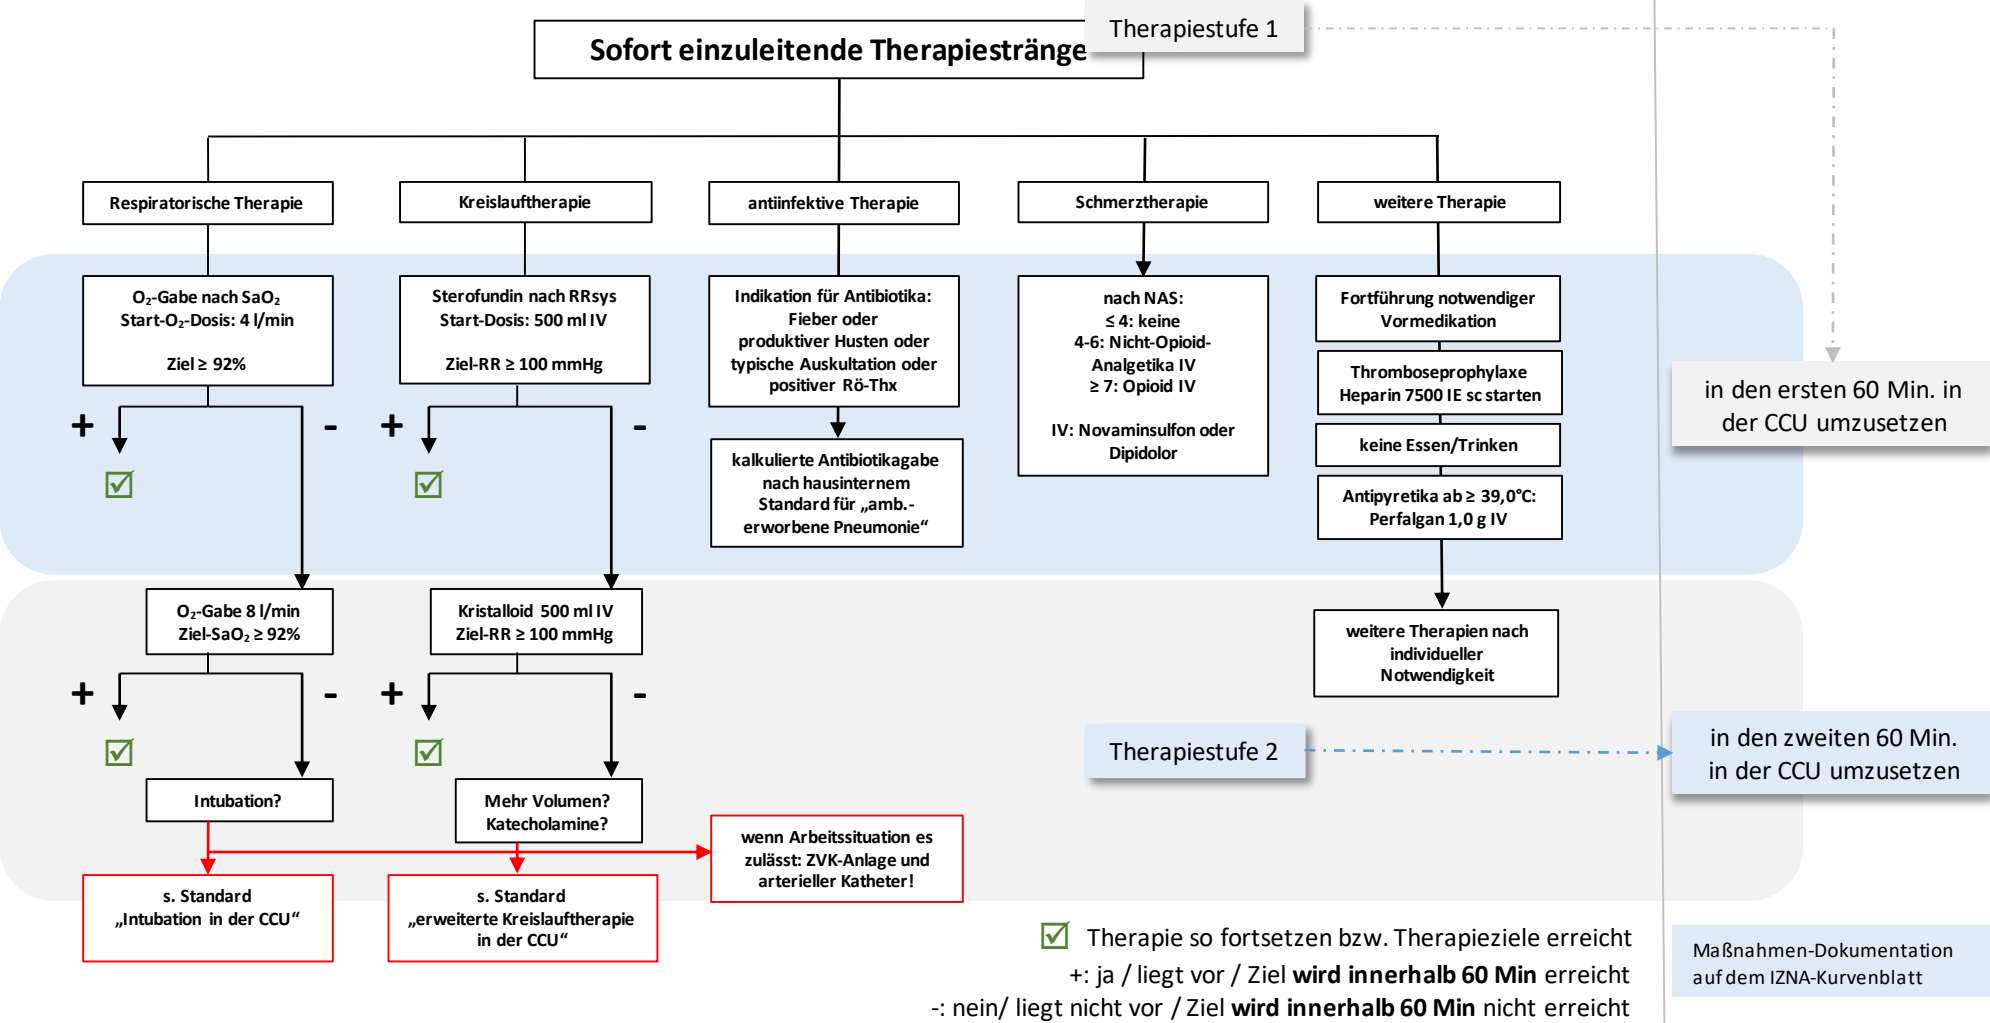 Therapiestufe 1
Sofort einzuleitende Therapiestränge
Respiratorische Therapie
Kreislauftherapie
antiinfektive Therapie
Schmerztherapie
weitere Therapie
O₂-Gabe nach SaO₂
Start-O₂-Dosis: 4 l/min
Ziel ≥ 92%
+
-
Sterofundin nach RRsys
Start-Dosis: 500 ml IV
Ziel-RR ≥ 100 mmHg
+
-
Indikation für Antibiotika:
Fieber oder
produktiver Husten oder
typische Auskultation oder
positiver Rö-Thx
kalkulierte Antibiotikagabe
nach hausinternem
Standard für „amb.-
erworbene Pneumonie“
nach NAS:
≤ 4: keine
4-6: Nicht-Opioid-
Analgetika IV
≥ 7: Opioid IV
IV: Novaminsulfon oder
Dipidolor
Fortführung notwendiger
Vormedikation
Thromboseprophylaxe
Heparin 7500 IE sc starten
keine Essen/Trinken
Antipyretika ab ≥ 39,0°C:
Perfalgan 1,0 g IV
in den ersten 60 Min. in
der CCU umzusetzen
O₂-Gabe 8 l/min
Ziel-SaO₂ ≥ 92%
+
-
Kristalloid 500 ml IV
Ziel-RR ≥ 100 mmHg
+
-
weitere Therapien nach
individueller
Notwendigkeit
Therapiestufe 2
in den zweiten 60 Min.
in der CCU umzusetzen
Intubation?
Mehr Volumen?
Katecholamine?
wenn Arbeitssituation es
zulässt: ZVK-Anlage und
arterieller Katheter!
s. Standard
„Intubation in der CCU“
s. Standard
„erweiterte Kreislauftherapie
in der CCU“
Therapie so fortsetzen bzw. Therapieziele erreicht
+: ja / liegt vor / Ziel wird innerhalb 60 Min erreicht
-: nein/ liegt nicht vor / Ziel wird innerhalb 60 Min nicht erreicht
Maßnahmen-Dokumentation
auf dem IZNA-Kurvenblatt